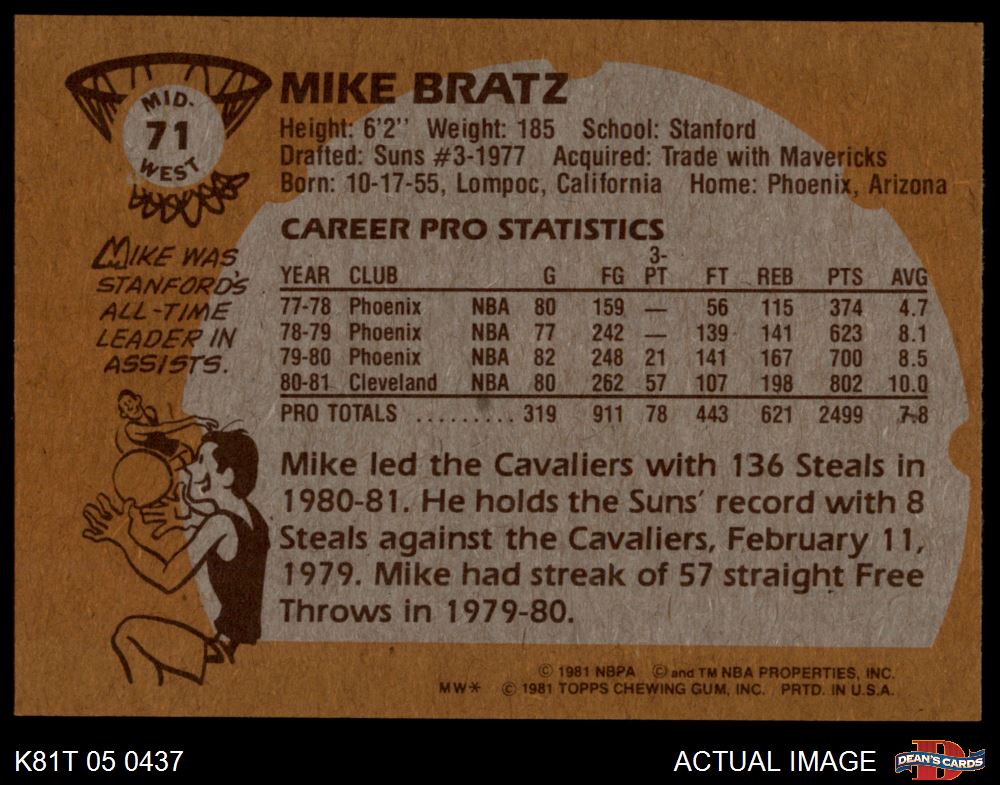 MID-
71
WEST
MIKE BRATZ
Height: 6'2'' Weight: 185 School: Stanford
Drafted: Suns #3-1977 Acquired: Trade with Mavericks
Born: 10-17-55, Lompoc, California Home: Phoenix, Arizona
MIKE WAS
STANFORD'S
ALL-TIME
LEADER IN
ASSISTS.
CAREER PRO STATISTICS
YEAR CLUB G FG 3-PT FT REB PTS AVG
77-78 Phoenix NBA 80 159 — 56 115 374 4.7
78-79 Phoenix NBA 77 242 — 139 141 623 8.1
79-80 Phoenix NBA 82 248 21 141 167 700 8.5
80-81 Cleveland NBA 80 262 57 107 198 802 10.0
PRO TOTALS ......... 319 911 78 443 621 2499 7.8
Mike led the Cavaliers with 136 Steals in
1980-81. He holds the Suns' record with 8
Steals against the Cavaliers, February 11,
1979. Mike had streak of 57 straight Free
Throws in 1979-80.
© 1981 NBPA © and TM NBA PROPERTIES, INC.
MW* © 1981 TOPPS CHEWING GUM, INC. PRTD. IN U.S.A.
K81T 05 0437
ACTUAL IMAGE
DEAN'S CARDS